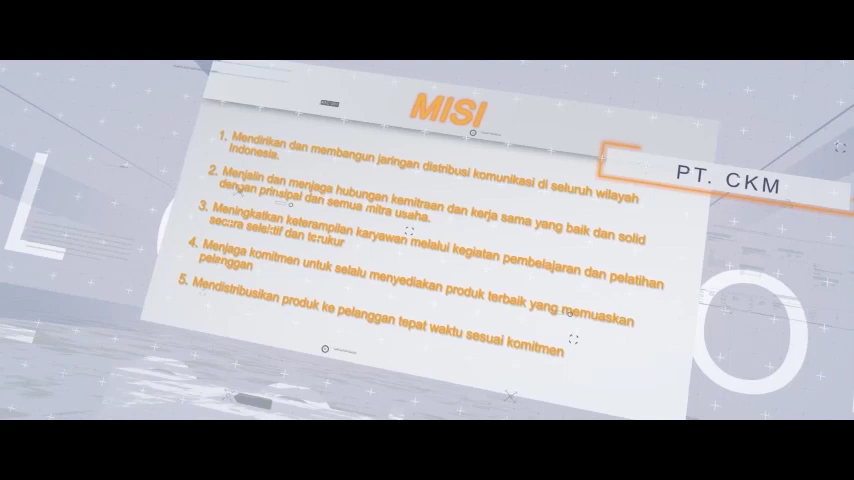 MISI
PT. CKM
1. Mendirikan dan membangun jaringan distribusi komunikasi di seluruh wilayah
Indonesia.
2. Menjalin dan menjaga hubungan kemitraan dan kerja sama yang baik dan solid
dengan prinsipal dan semua mitra usaha.
3. Meningkatkan keterampilan karyawan melalui kegiatan pembelajaran dan pelatihan
secara selektif dan terukur
4. Menjaga komitmen untuk selalu menyediakan produk terbaik yang memuaskan
pelanggan
5. Mendistribusikan produk ke pelanggan tepat waktu sesuai komitmen
L
O